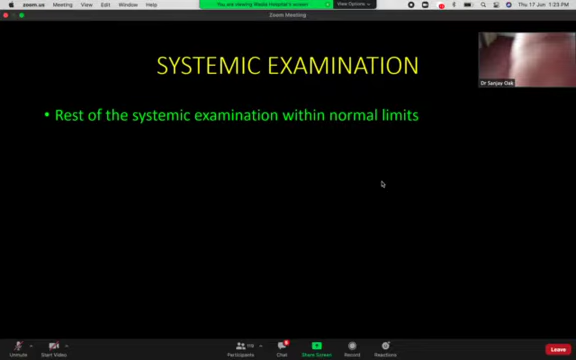 zoom.us Meeting View Edit Window Help
You are viewing Wadia Hospital's screen View Options
Thu 17 Jun 1:23 PM
Zoom Meeting
SYSTEMIC EXAMINATION
Dr Sanjay Oak
• Rest of the systemic examination within normal limits
Unmute Start Video Participants Chat Share Screen Record Reactions Leave